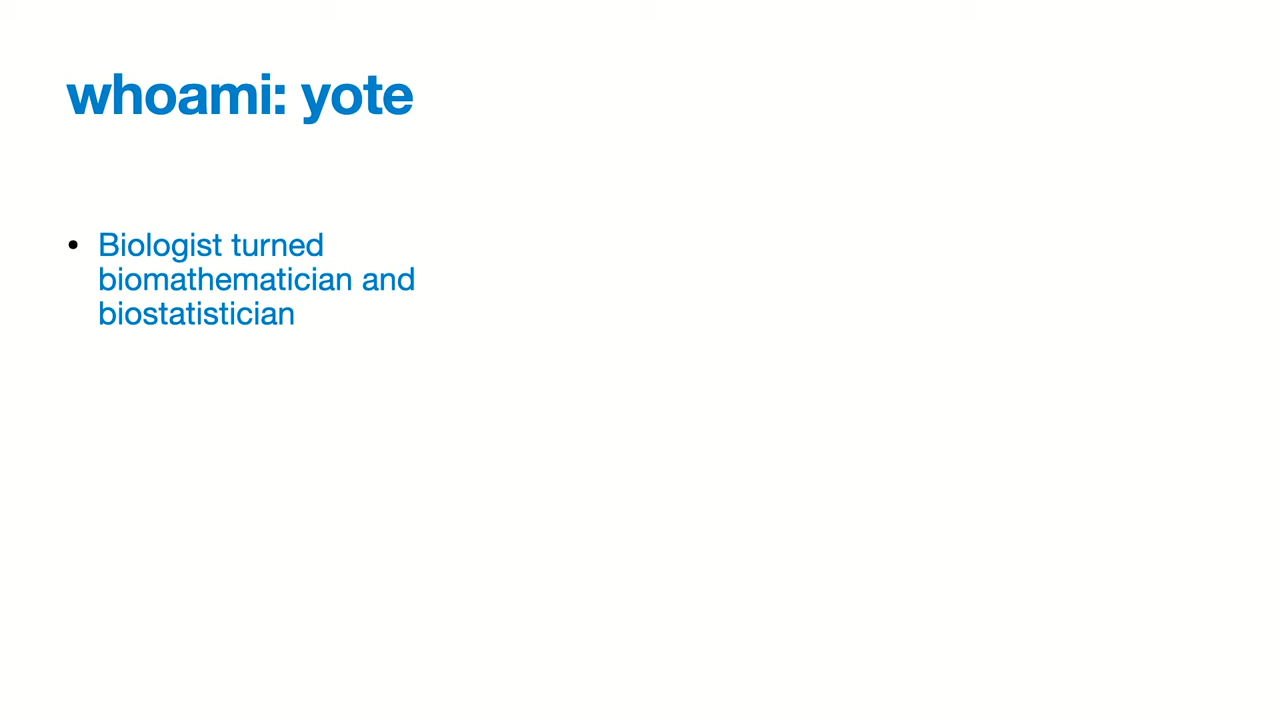 whoami: yote
• Biologist turned
biomathematician and
biostatistician